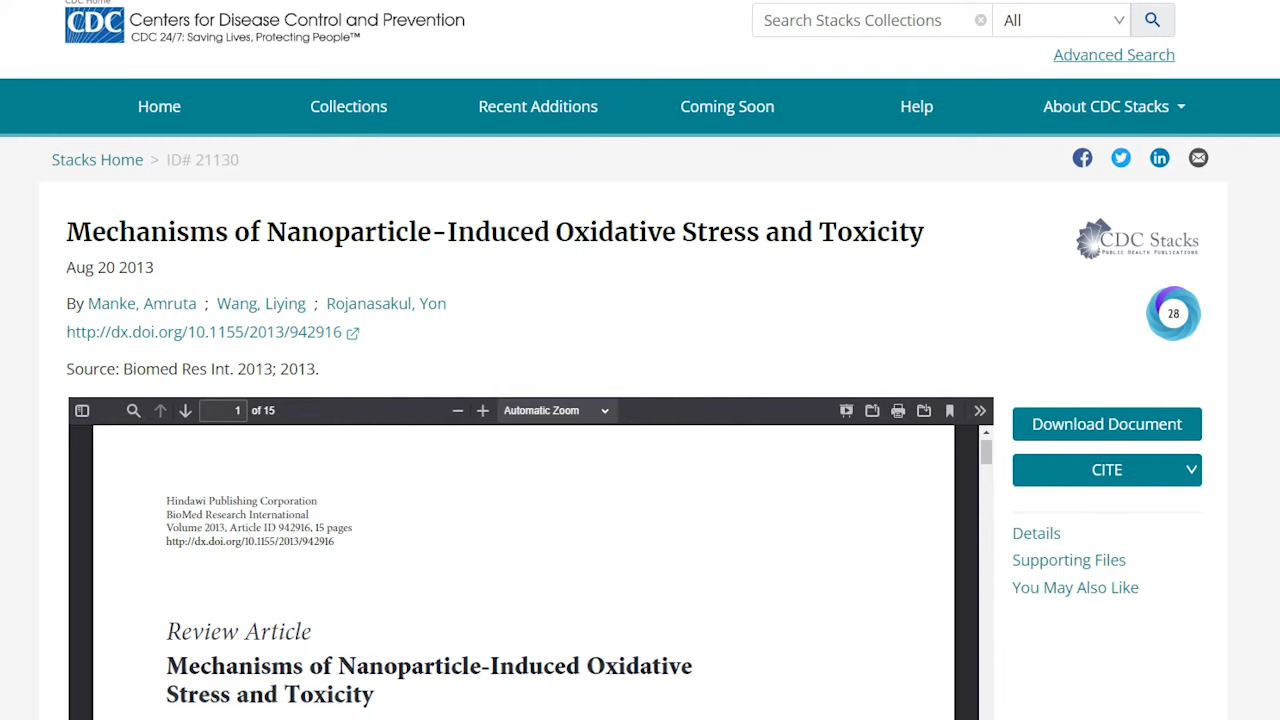 CDC Home
CDC Centers for Disease Control and Prevention
CDC 24/7: Saving Lives, Protecting People™
Search Stacks Collections
All
Advanced Search
Home Collections Recent Additions Coming Soon Help About CDC Stacks
Stacks Home > ID# 21130
Mechanisms of Nanoparticle-Induced Oxidative Stress and Toxicity
Aug 20 2013
CDC Stacks
PUBLIC HEALTH PUBLICATIONS
By Manke, Amruta ; Wang, Liying ; Rojanasakul, Yon
28
http://dx.doi.org/10.1155/2013/942916
Source: Biomed Res Int. 2013; 2013.
1 of 15 Automatic Zoom
Download Document
CITE
Hindawi Publishing Corporation
BioMed Research International
Volume 2013, Article ID 942916, 15 pages
http://dx.doi.org/10.1155/2013/942916
Details
Supporting Files
You May Also Like
Review Article
Mechanisms of Nanoparticle-Induced Oxidative
Stress and Toxicity